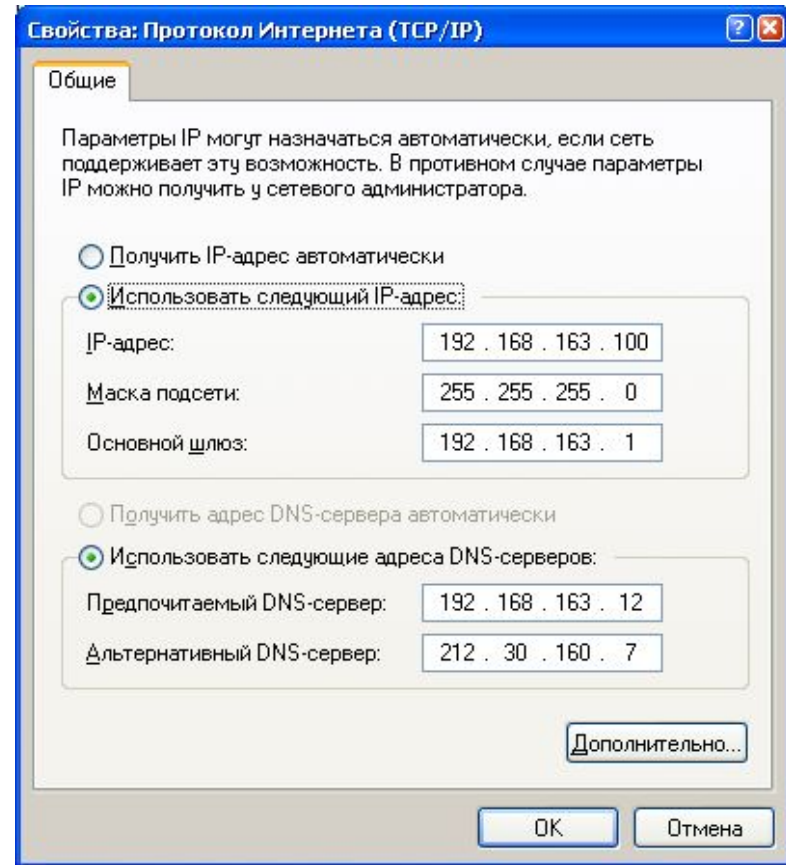 Свойства: Протокол Интернета (TCP/IP)
Общие
Параметры IP могут назначаться автоматически, если сеть
поддерживает эту возможность. В противном случае параметры
IP можно получить у сетевого администратора.
Получить IP-адрес автоматически
Использовать следующий IP-адрес:
IP-адрес: 192 . 168 . 163 . 100
Маска подсети: 255 . 255 . 255 . 0
Основной шлюз: 192 . 168 . 163 . 1
Получить адрес DNS-сервера автоматически
Использовать следующие адреса DNS-серверов:
Предпочитаемый DNS-сервер: 192 . 168 . 163 . 12
Альтернативный DNS-сервер: 212 . 30 . 160 . 7
Дополнительно...
OK Отмена